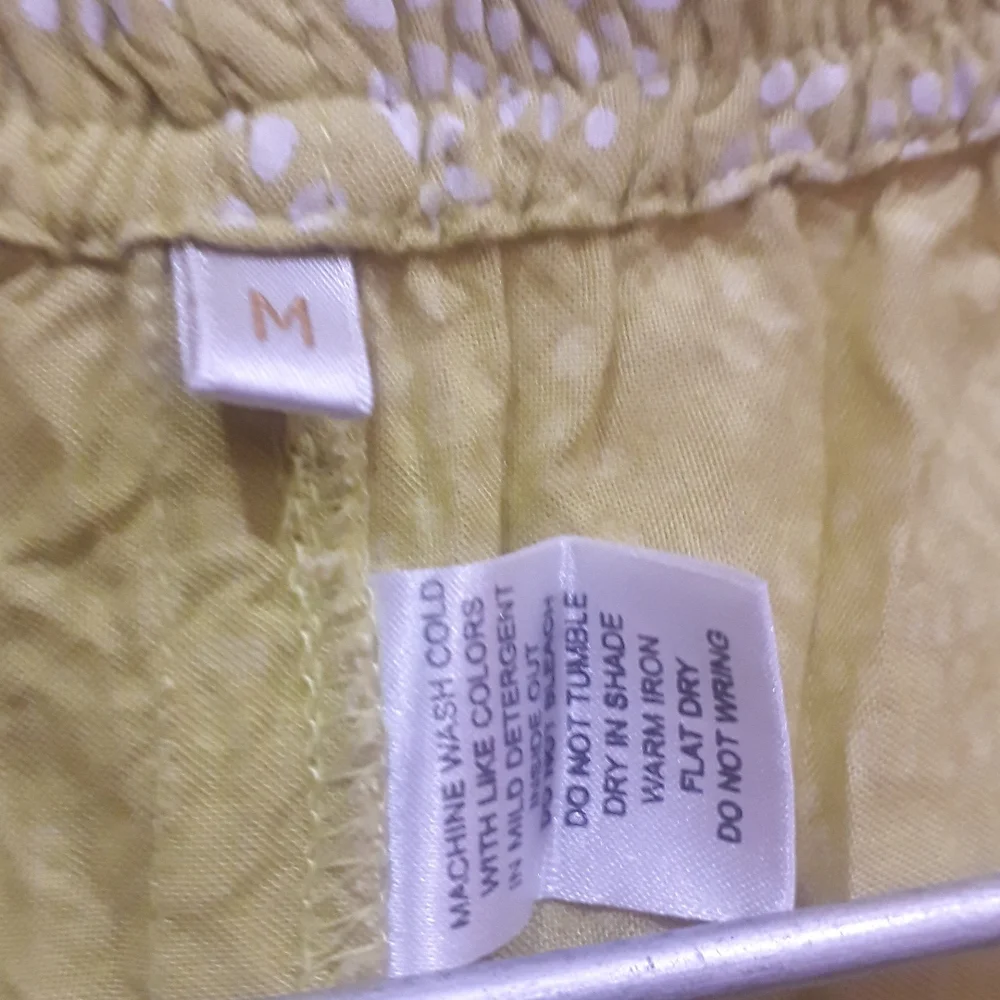 M
MACHINE WASH COLD
WITH LIKE COLORS
IN MILD DETERGENT
INSIDE OUT
DO NOT BLEACH
DO NOT TUMBLE
DRY IN SHADE
WARM IRON
FLAT DRY
DO NOT WRING